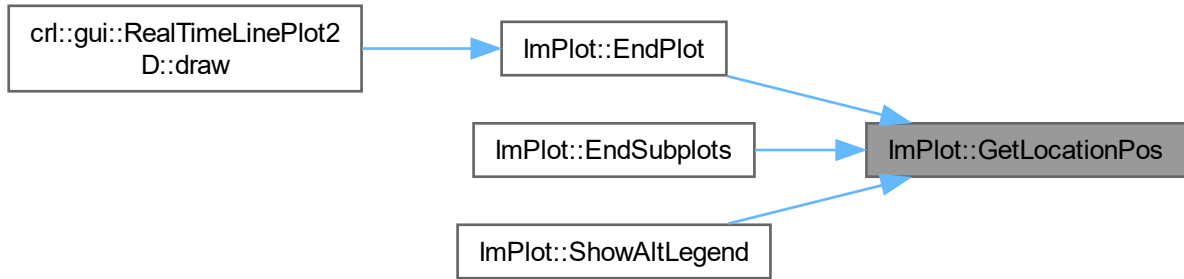 crl::gui::RealTimeLinePlot2
D::draw
ImPlot::EndPlot
ImPlot::EndSubplots
ImPlot::GetLocationPos
ImPlot::ShowAltLegend